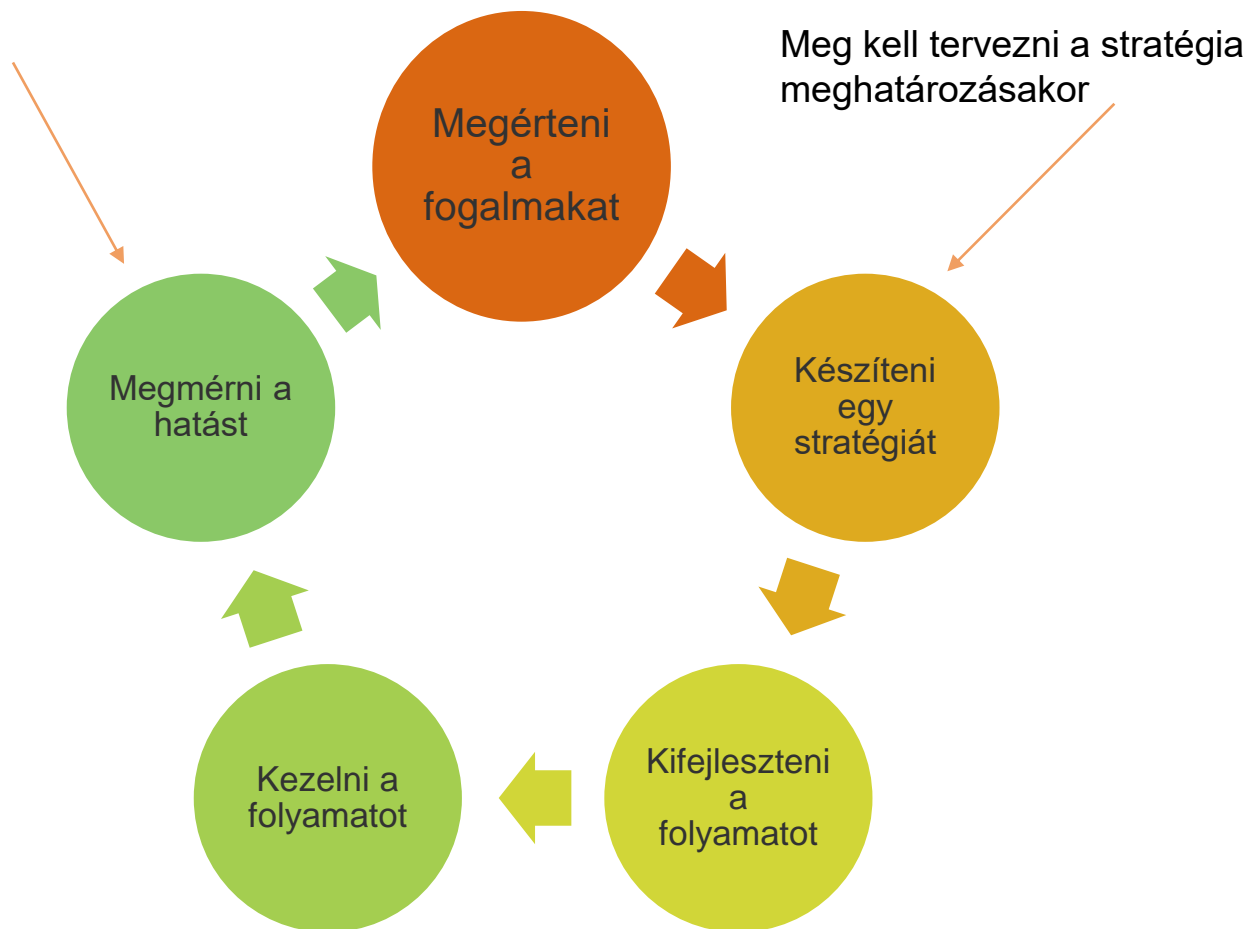 Meg kell tervezni a stratégia
meghatározásakor
Megérteni
a
fogalmakat
Készíteni
egy
stratégiát
Kifejleszteni
a
folyamatot
Kezelni a
folyamatot
Megmérni a
hatást